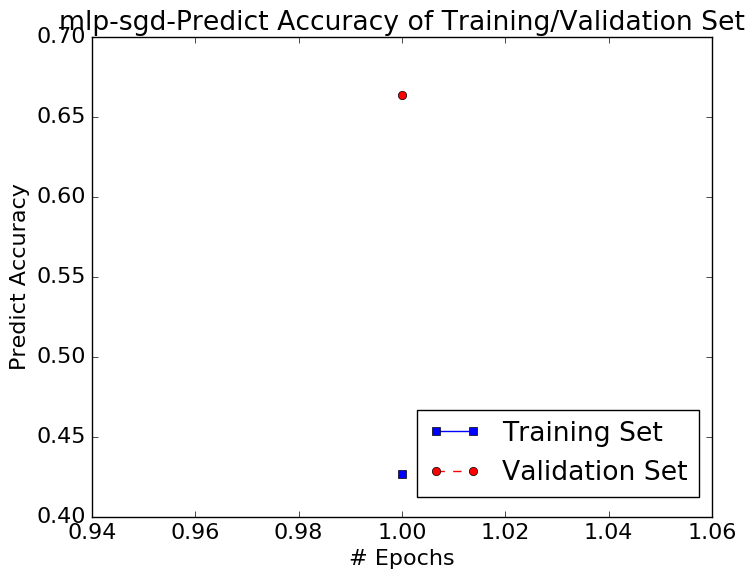 mlp-sgd-Predict Accuracy of Training/Validation Set
0.70
0.65
0.60
0.55
0.50
0.45
0.40
Predict Accuracy
Training Set
Validation Set
0.94 0.96 0.98 1.00 1.02 1.04 1.06
# Epochs